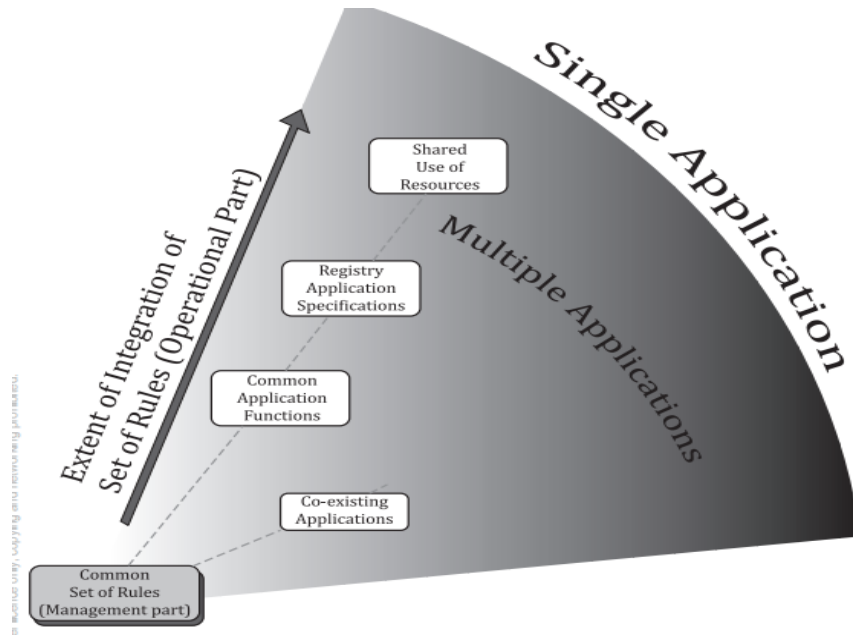 Single Application
Shared
Use of
Resources
Multiple Applications
Extent of Integration of
Set of Rules (Operational Part)
Registry
Application
Specifications
Common
Application
Functions
Co-existing
Applications
Common
Set of Rules
(Management part)